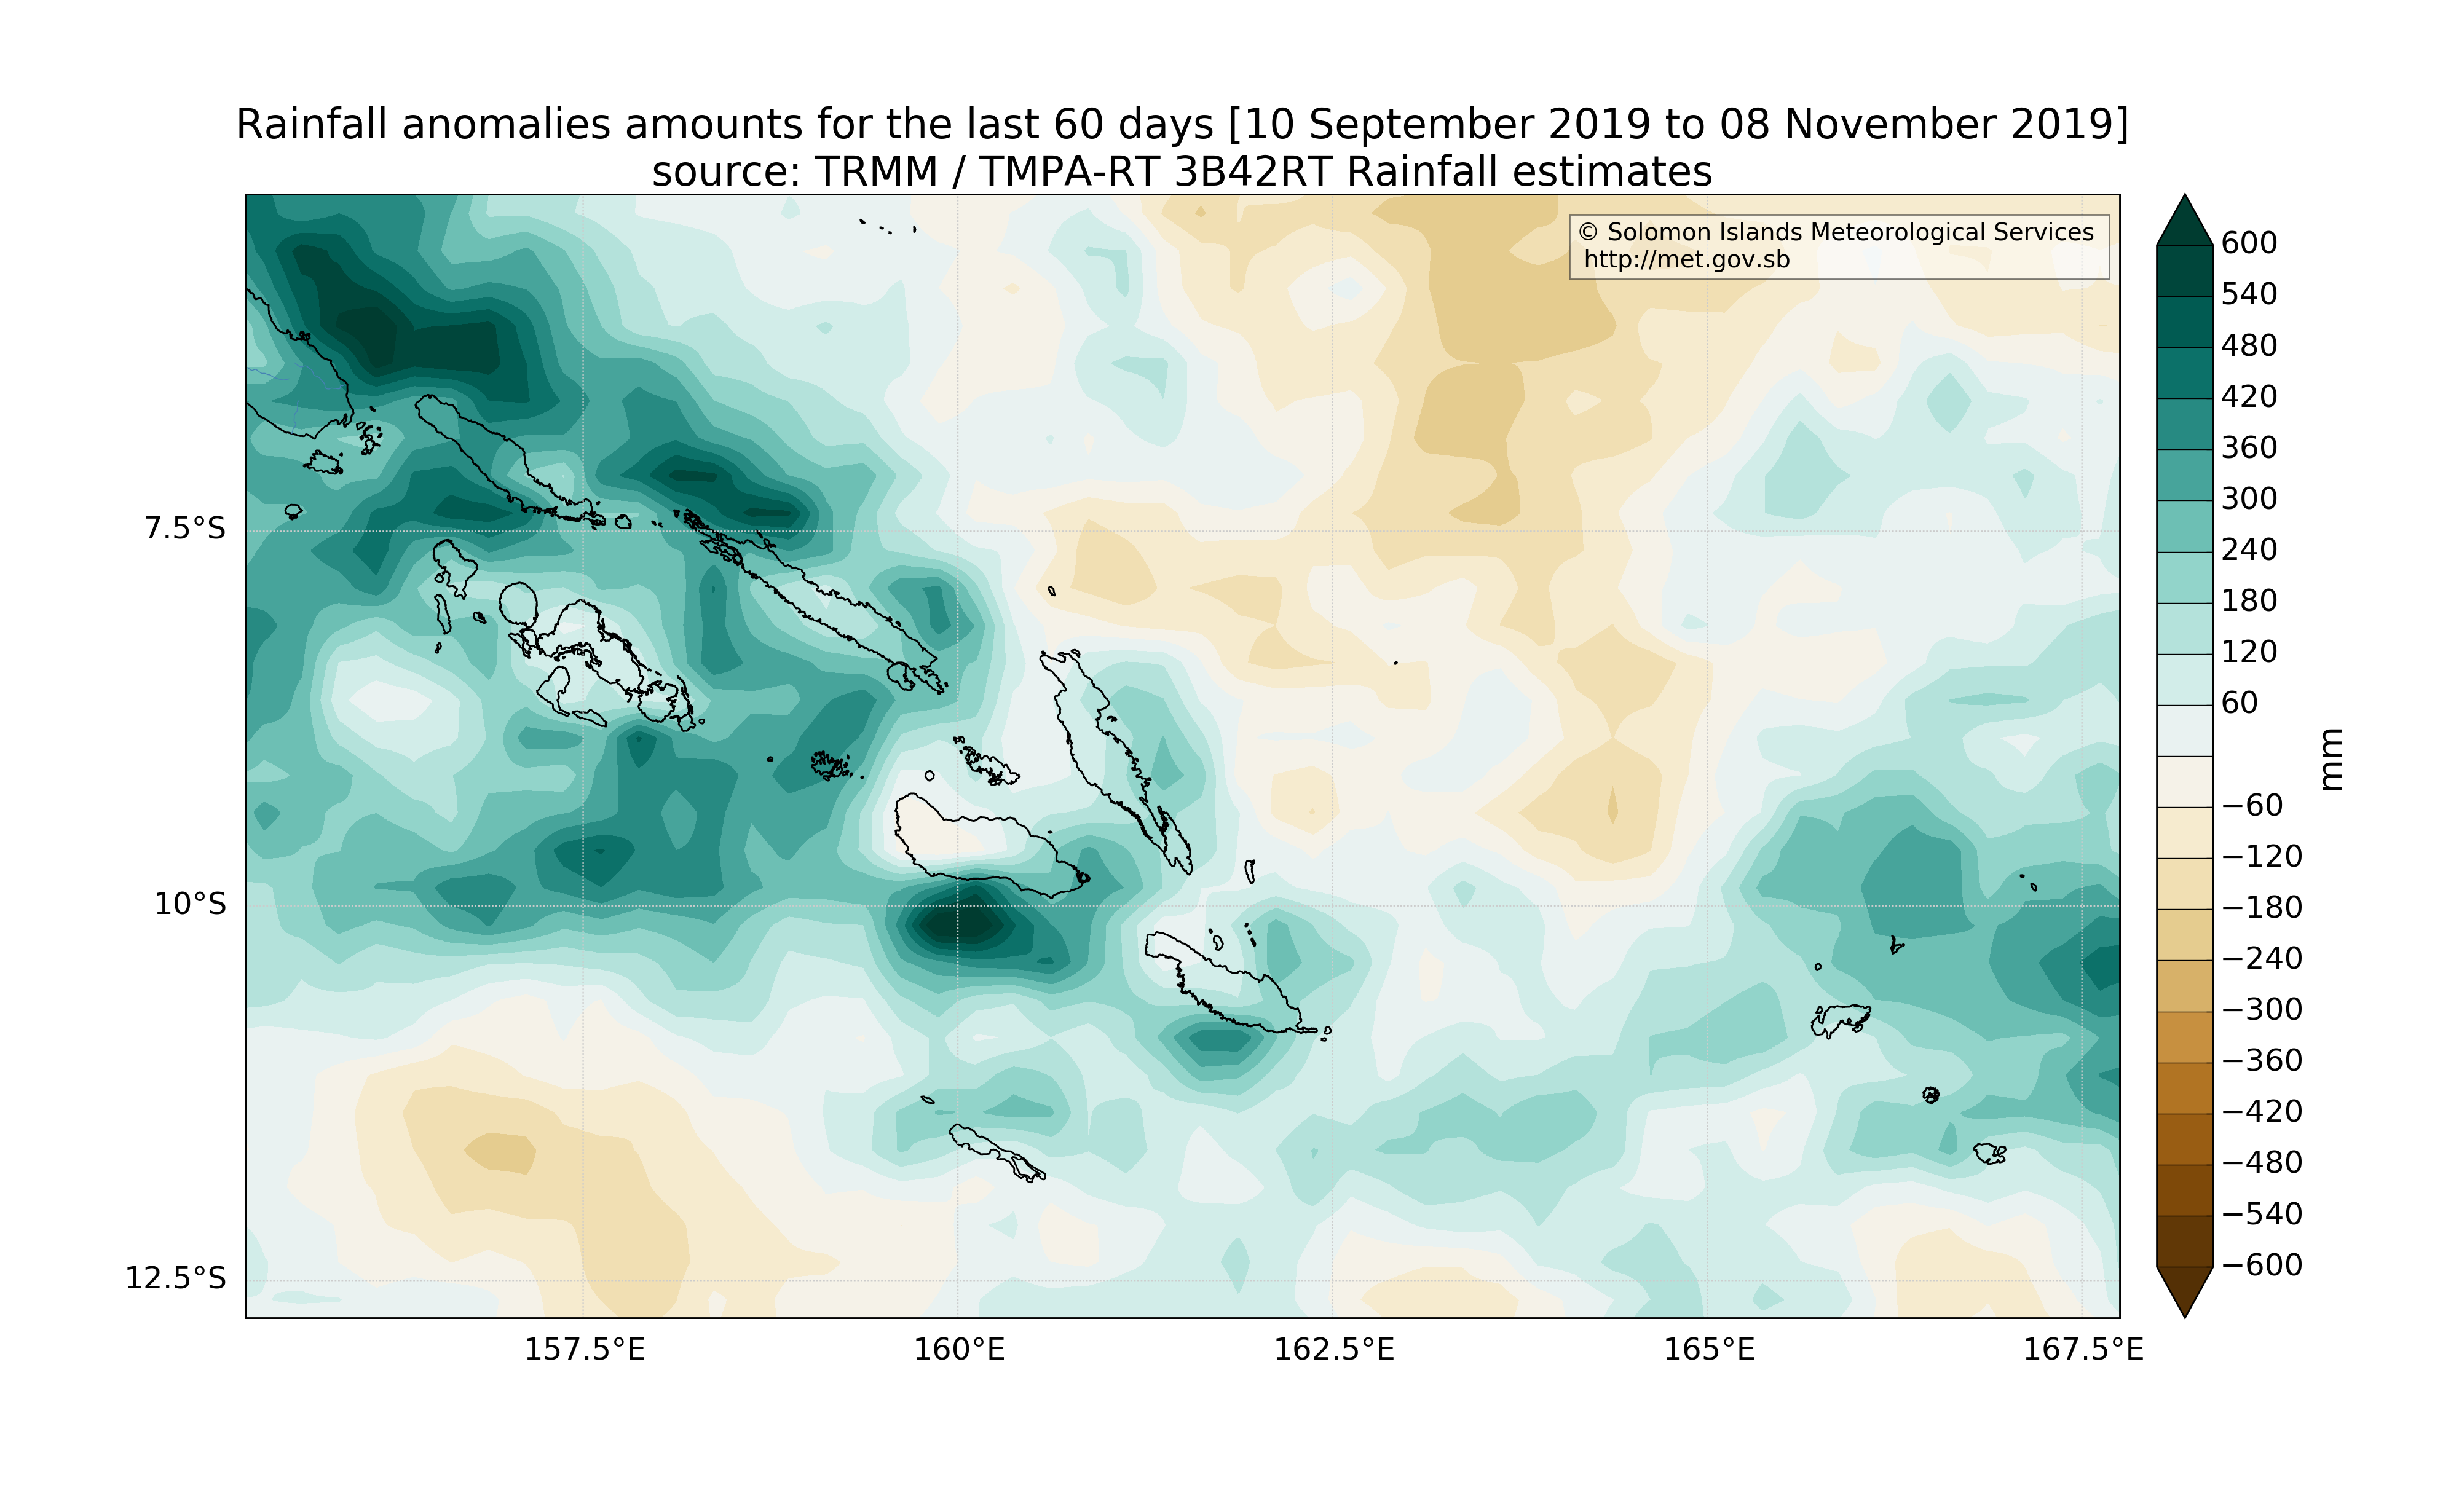 Rainfall anomalies amounts for the last 60 days [10 September 2019 to 08 November 2019]
source: TRMM / TMPA-RT 3B42RT Rainfall estimates
© Solomon Islands Meteorological Services
http://met.gov.sb
7.5°S
10°S
12.5°S
157.5°E
160°E
162.5°E
165°E
167.5°E
600
540
480
420
360
300
240
180
120
60
−60
−120
−180
−240
−300
−360
−420
−480
−540
−600
mm